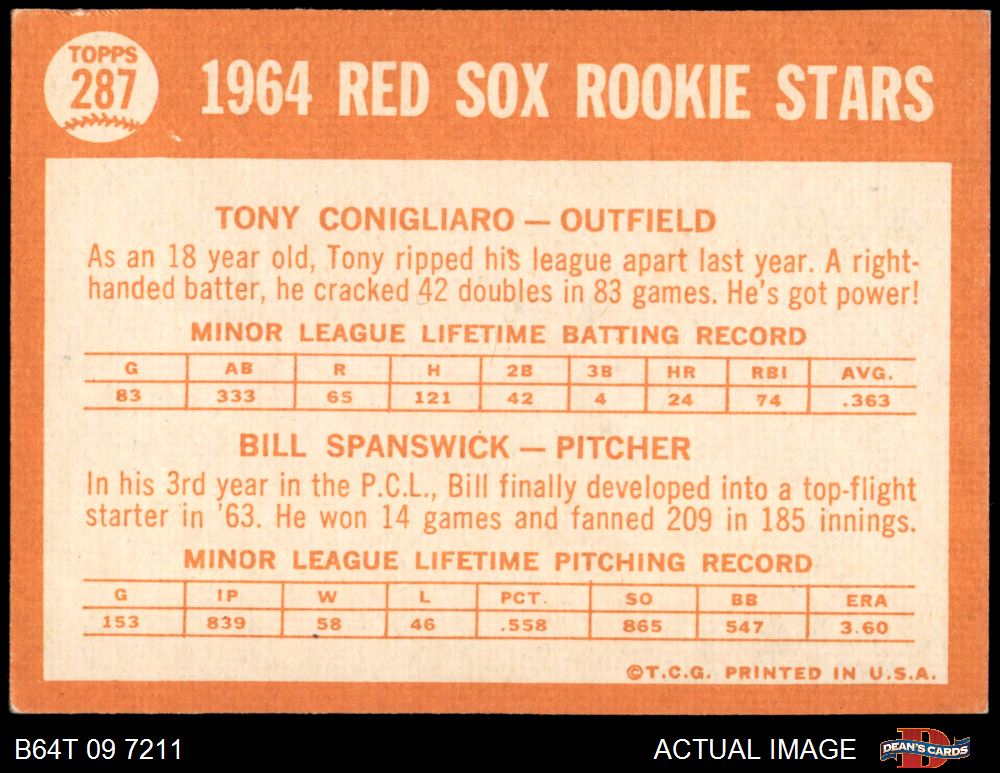 TOPPS
287
1964 RED SOX ROOKIE STARS
TONY CONIGLIARO — OUTFIELD
As an 18 year old, Tony ripped his league apart last year. A right-
handed batter, he cracked 42 doubles in 83 games. He's got power!
MINOR LEAGUE LIFETIME BATTING RECORD
G AB R H 2B 3B HR RBI AVG.
83 333 65 121 42 4 24 74 .363
BILL SPANSWICK — PITCHER
In his 3rd year in the P.C.L., Bill finally developed into a top-flight
starter in '63. He won 14 games and fanned 209 in 185 innings.
MINOR LEAGUE LIFETIME PITCHING RECORD
G IP W L PCT. SO BB ERA
153 839 58 46 .558 865 547 3.60
©T.C.G. PRINTED IN U.S.A.
B64T 09 7211 ACTUAL IMAGE DEAN'S CARDS